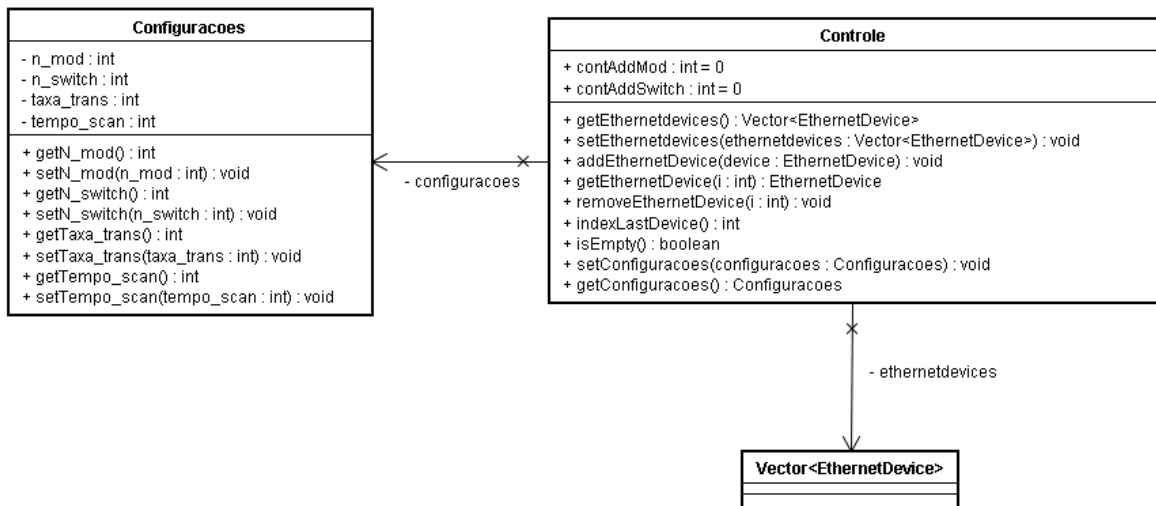 Configuracoes
- n_mod : int
- n_switch : int
- taxa_trans : int
- tempo_scan : int
+ getN_mod() : int
+ setN_mod(n_mod : int) : void
+ getN_switch() : int
+ setN_switch(n_switch : int) : void
+ getTaxa_trans() : int
+ setTaxa_trans(taxa_trans : int) : void
+ getTempo_scan() : int
+ setTempo_scan(tempo_scan : int) : void
- configuracoes
Controle
+ contAddMod : int = 0
+ contAddSwitch : int = 0
+ getEthernetdevices() : Vector<EthernetDevice>
+ setEthernetdevices(ethernetdevices : Vector<EthernetDevice>) : void
+ addEthernetDevice(device : EthernetDevice) : void
+ getEthernetDevice(i : int) : EthernetDevice
+ removeEthernetDevice(i : int) : void
+ indexLastDevice() : int
+ isEmpty() : boolean
+ setConfiguracoes(configuracoes : Configuracoes) : void
+ getConfiguracoes() : Configuracoes
- ethernetdevices
Vector<EthernetDevice>